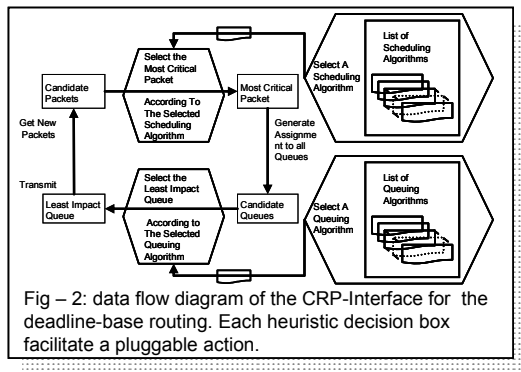 Select the
Most Critical
Packet
According To
The Selected
Scheduling
Algorithm
Select A
Scheduling
Algorithm
List of
Scheduling
Algorithms
Candidate
Packets
Most Critical
Packet
Get New
Packets
Generate
Assignme
nt to all
Queues
Transmit
Select the
Least Impact
Queue
According to
The Selected
Queuing
Algorithm
Least Impact
Queue
Candidate
Queues
Select A
Queuing
Algorithm
List of
Queuing
Algorithms
Fig – 2: data flow diagram of the CRP-Interface for the
deadline-base routing. Each heuristic decision box
facilitate a pluggable action.